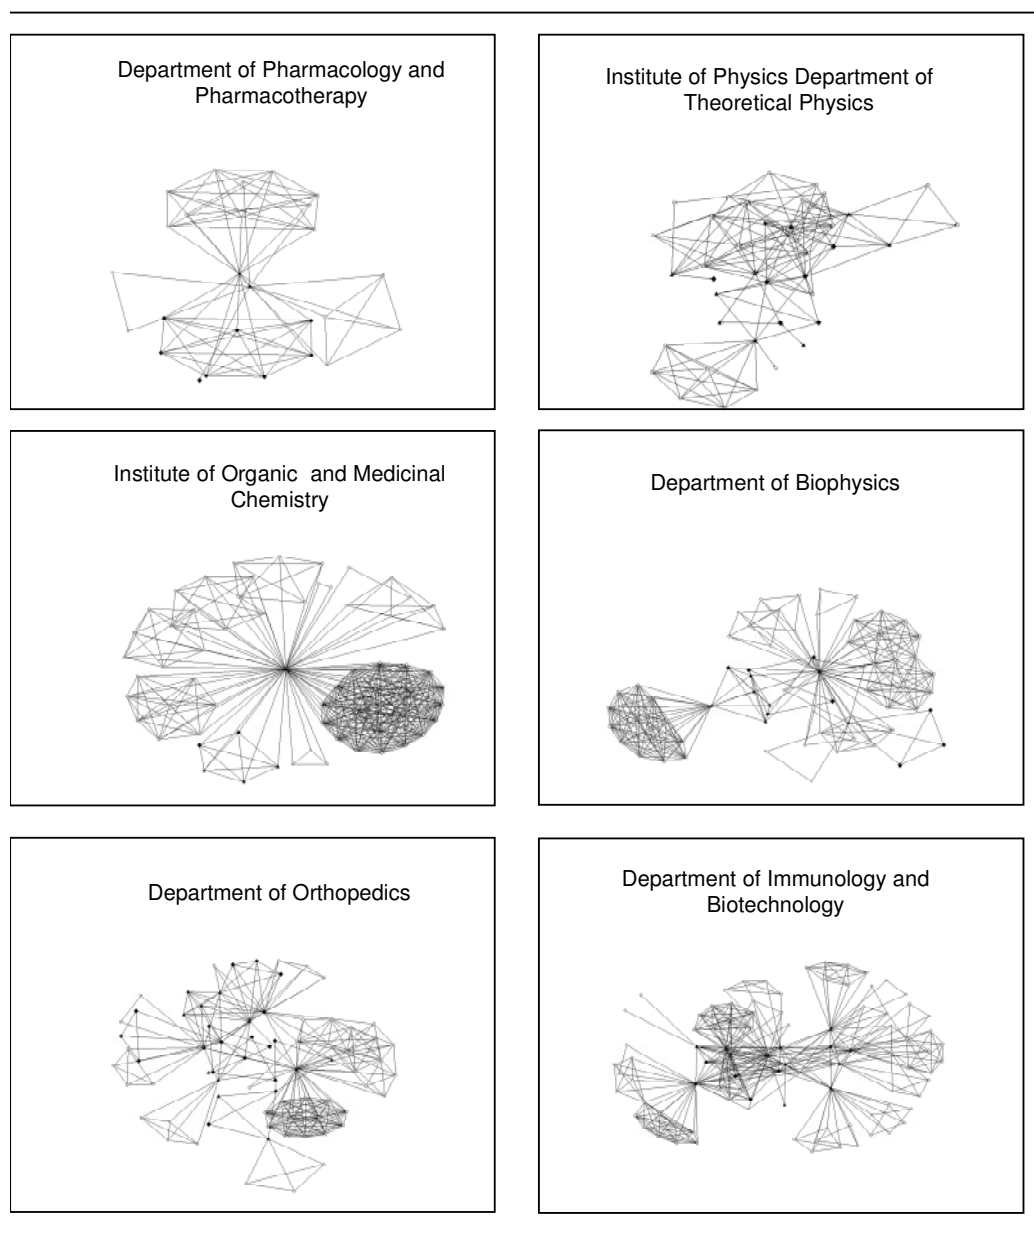 Department of Pharmacology and
Pharmacotherapy
Institute of Physics Department of
Theoretical Physics
Institute of Organic  and Medicinal
Chemistry
Department of Biophysics
Department of Orthopedics
Department of Immunology and
Biotechnology